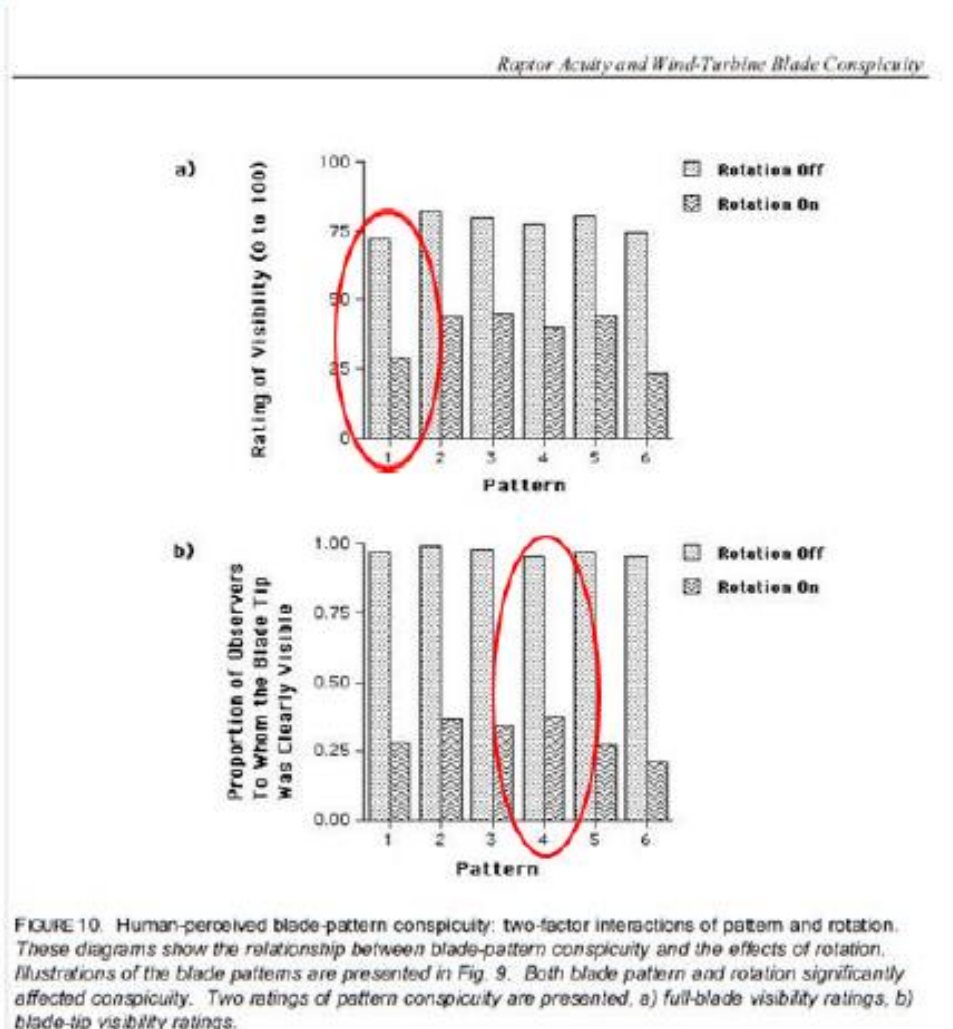 Raptor Acuity and Wind-Turbine Blade Conspicuity
a)
Rating of Visibility (0 to 100)
100
75
50
25
0
Rotation Off
Rotation On
1 2 3 4 5 6
Pattern
b)
Proportion of Observers
To Whom the Blade Tip
Was Clearly Visible
1.00
0.75
0.50
0.25
0.00
Rotation Off
Rotation On
1 2 3 4 5 6
Pattern
FIGURE 10. Human-perceived blade-pattern conspicuity: two-factor interactions of pattern and rotation.
These diagrams show the relationship between blade-pattern conspicuity and the effects of rotation.
Illustrations of the blade patterns are presented in Fig. 9. Both blade pattern and rotation significantly
affected conspicuity. Two ratings of pattern conspicuity are presented, a) full-blade visibility ratings, b)
blade-tip visibility ratings.